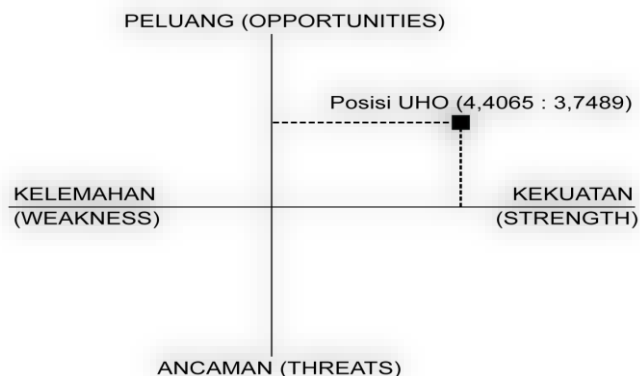 PELUANG (OPPORTUNITIES)
Posisi UHO (4,4065 : 3,7489)
KELEMAHAN
(WEAKNESS)
KEKUATAN
(STRENGTH)
ANCAMAN (THREATS)